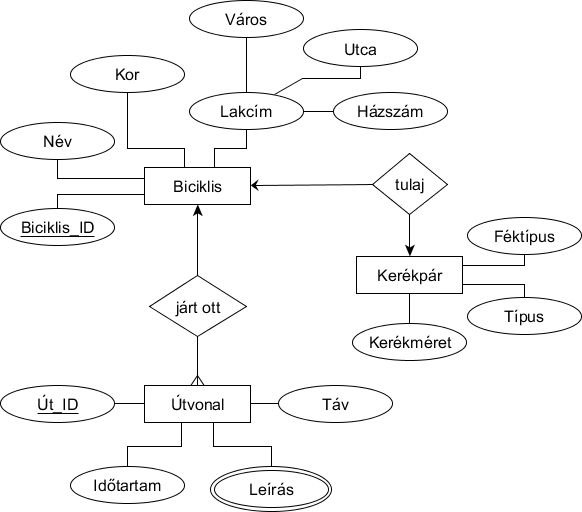 Város
Utca
Kor
Lakcím
Házszám
Név
Biciklis
tulaj
Biciklis_ID
Féktípus
Kerékpár
járt ott
Típus
Kerékméret
Út_ID
Útvonal
Táv
Időtartam
Leírás